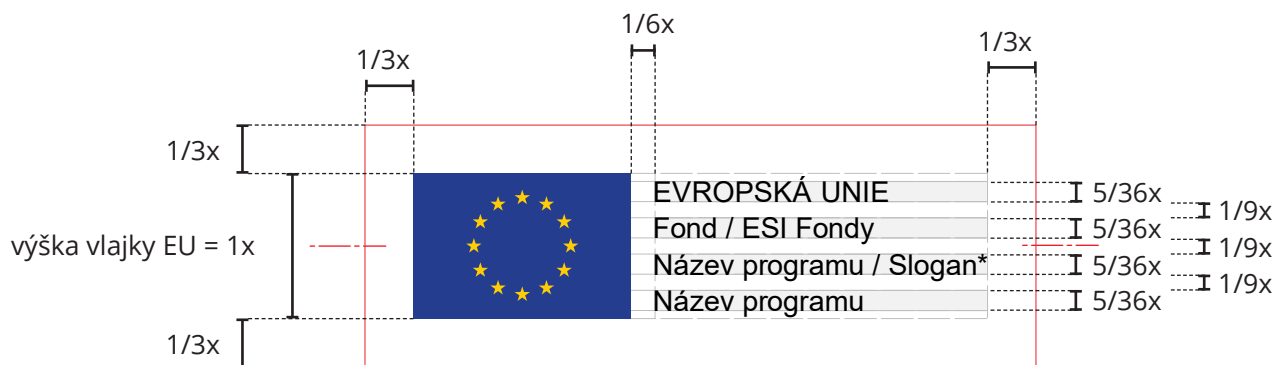 1/6x
1/3x
1/3x
1/3x
EVROPSKÁ UNIE
5/36x
1/9x
Fond / ESI Fondy
5/36x
výška vlajky EU = 1x
1/9x
Název programu / Slogan*
5/36x
1/9x
Název programu
5/36x
1/3x